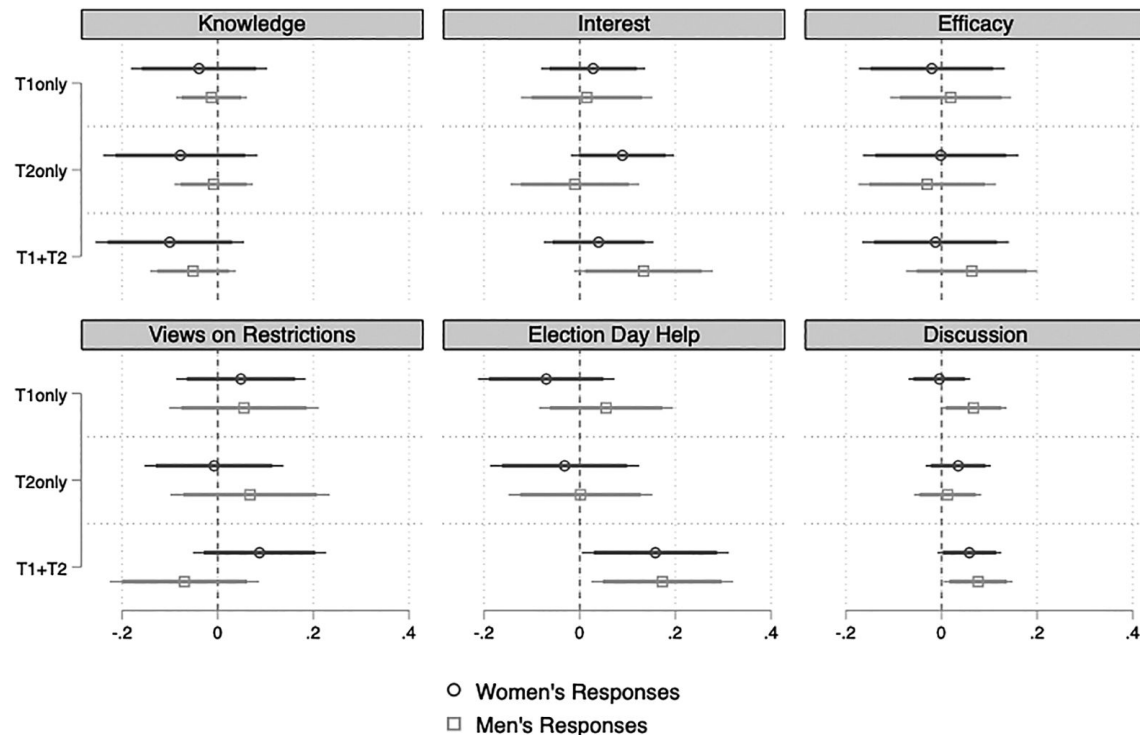 Knowledge Interest Efficacy
T1only
T2only
T1+T2
Views on Restrictions Election Day Help Discussion
T1only
T2only
T1+T2
-.2 0 .2 .4 -.2 0 .2 .4 -.2 0 .2 .4
Women's Responses
Men's Responses